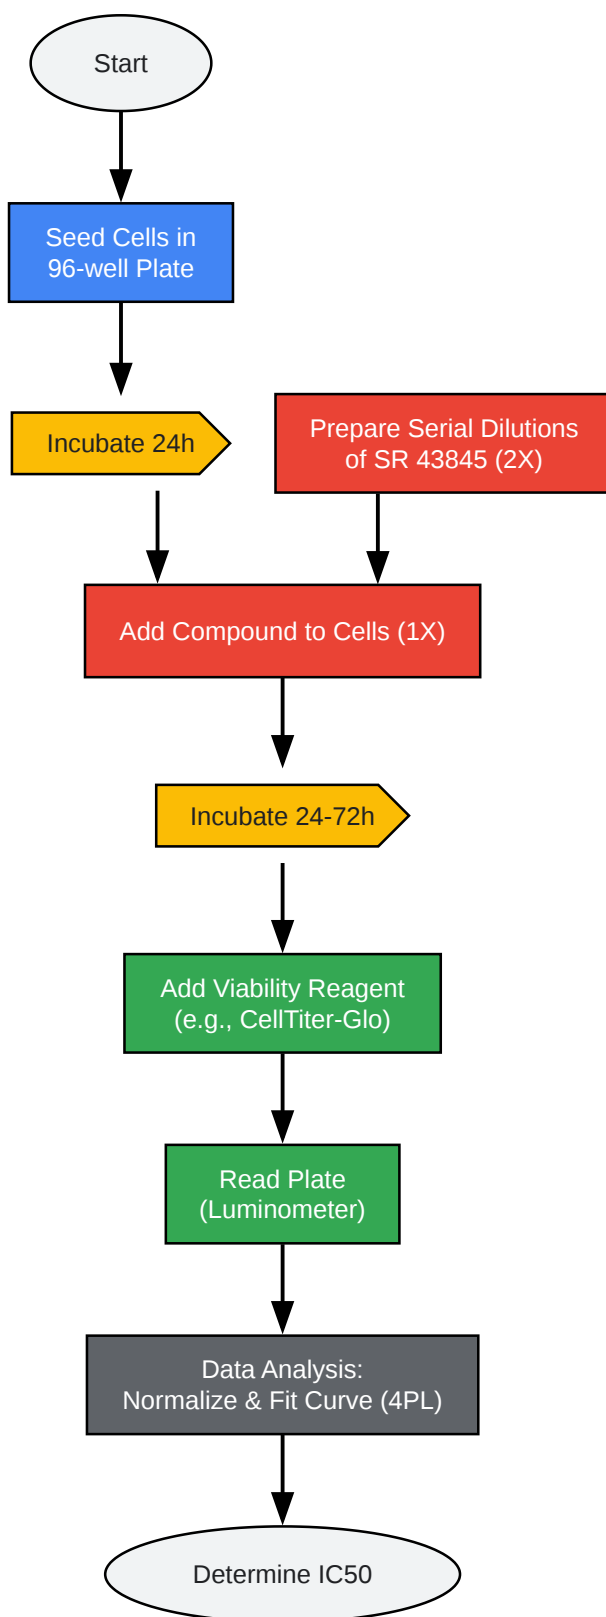 Start
Seed Cells in
96-well Plate
Incubate 24h
Prepare Serial Dilutions
of SR 43845 (2X)
Add Compound to Cells (1X)
Incubate 24-72h
Add Viability Reagent
(e.g., CellTiter-Glo)
Read Plate
(Luminometer)
Data Analysis:
Normalize & Fit Curve (4PL)
Determine IC50